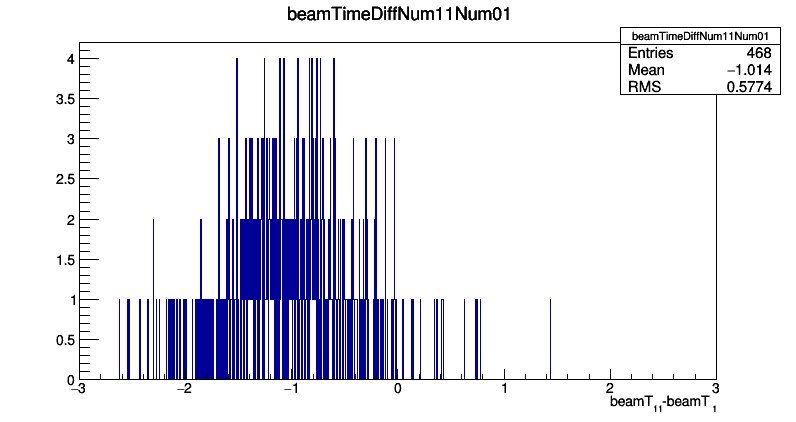 beamTimeDiffNum11Num01
beamTimeDiffNum11Num01
Entries 468
Mean −1.014
RMS 0.5774
4
3.5
3
2.5
2
1.5
1
0.5
0
−3 −2 −1 0 1 2 3
beamT11-beamT1